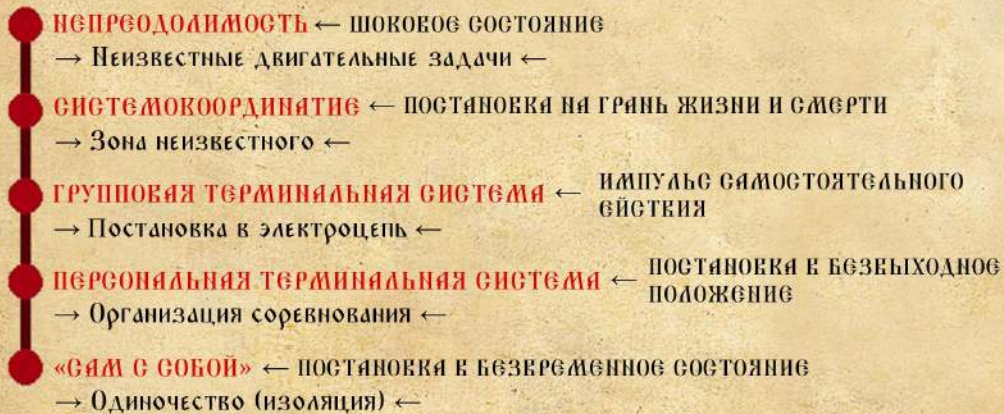 НЕПРЕОДОЛИМОСТЬ ← ШОКОВОЕ СОСТОЯНИЕ
→ Неизвестные двигательные задачи ←
СИСТЕМОКООРДИНАТИЕ ← ПОСТАНОВКА НА ГРАНЬ ЖИЗНИ И СМЕРТИ
→ Зона неизвестного ←
ГРУППОВАЯ ТЕРМИНАЛЬНАЯ СИСТЕМА ← ИМПУЛЬС САМОСТОЯТЕЛЬНОГО
ЕЙСТВИЯ
→ Постановка в электроцепь ←
ПЕРСОНАЛЬНАЯ ТЕРМИНАЛЬНАЯ СИСТЕМА ← ПОСТАНОВКА В БЕЗВЫХОДНОЕ
ПОЛОЖЕНИЕ
→ Организация соревнования ←
«САМ С СОБОЙ» ← ПОСТАНОВКА В БЕЗВРЕМЕННОЕ СОСТОЯНИЕ
→ Одиночество (изоляция) ←